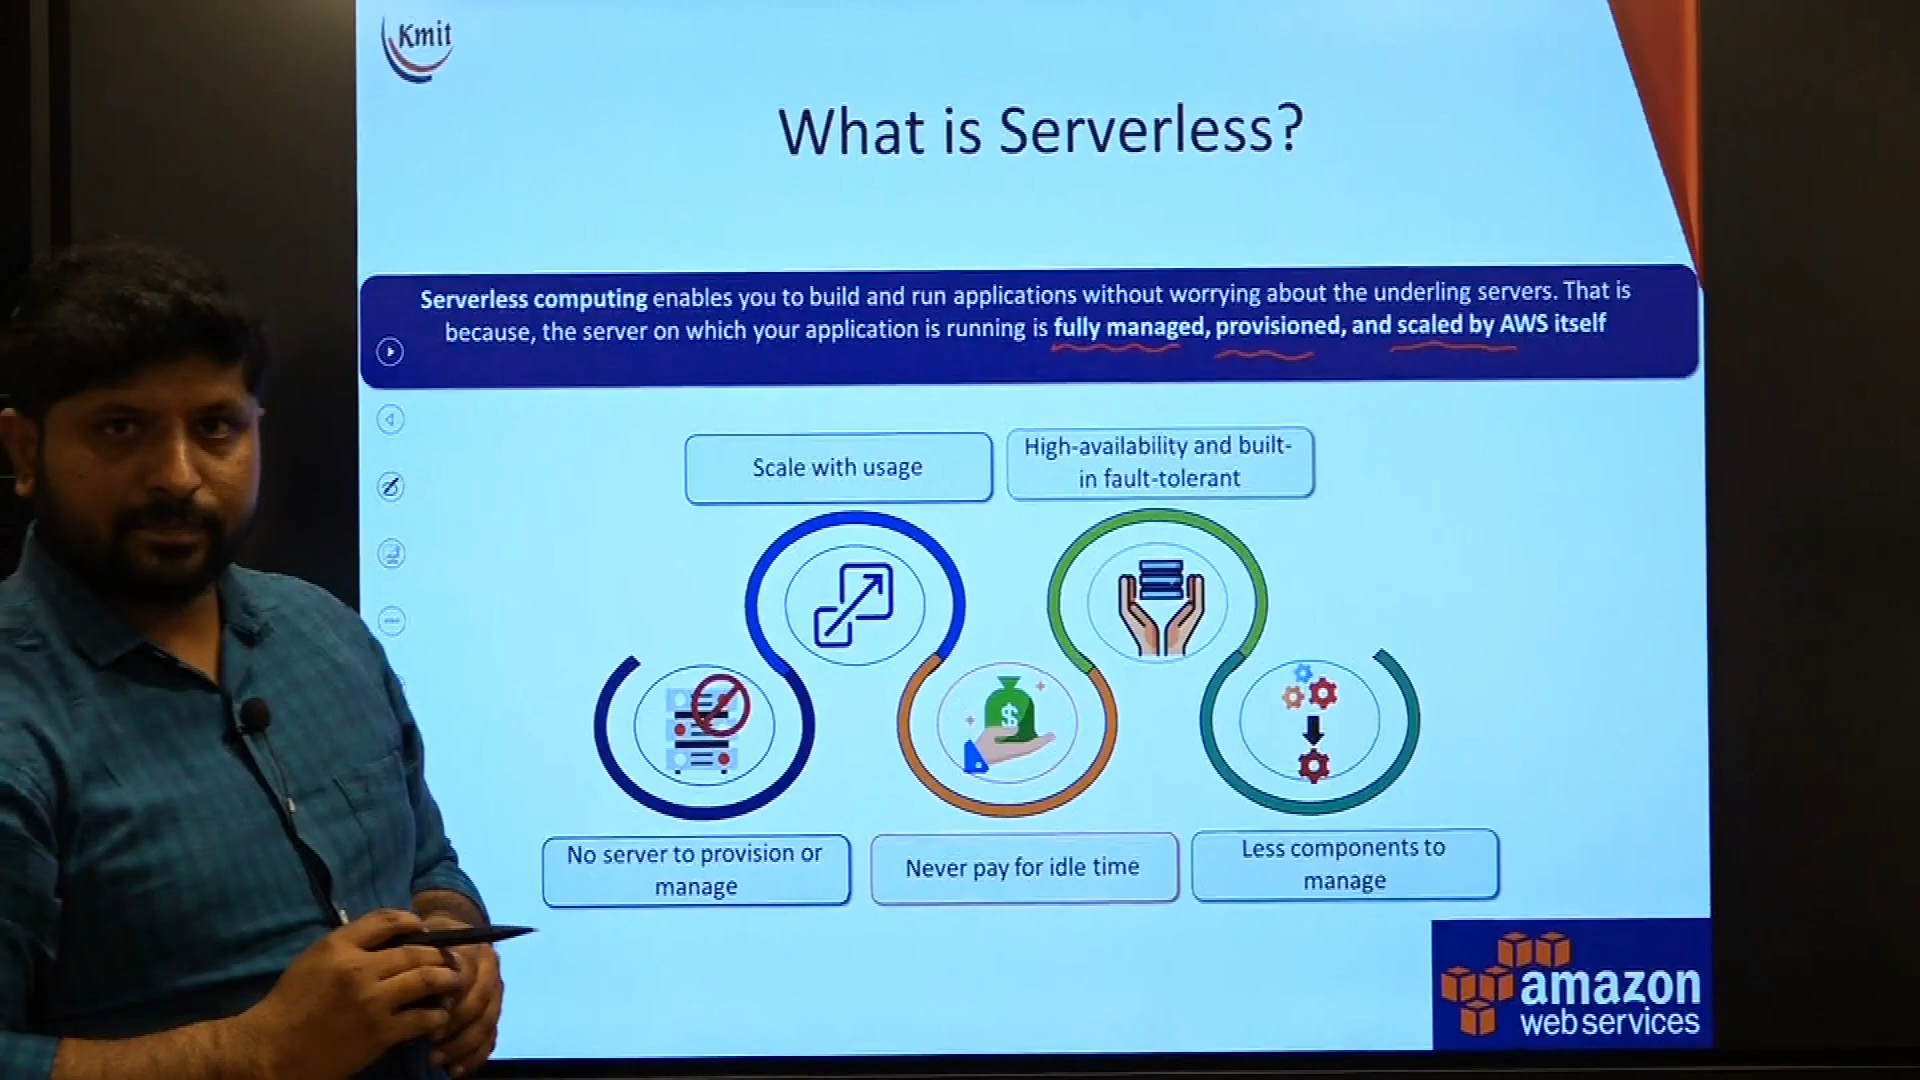 Kmit
What is Serverless?
Serverless computing enables you to build and run applications without worrying about the underling servers. That is
because, the server on which your application is running is fully managed, provisioned, and scaled by AWS itself
Scale with usage
High-availability and built-
in fault-tolerant
$
No server to provision or
manage
Never pay for idle time
Less components to
manage
amazon
web services